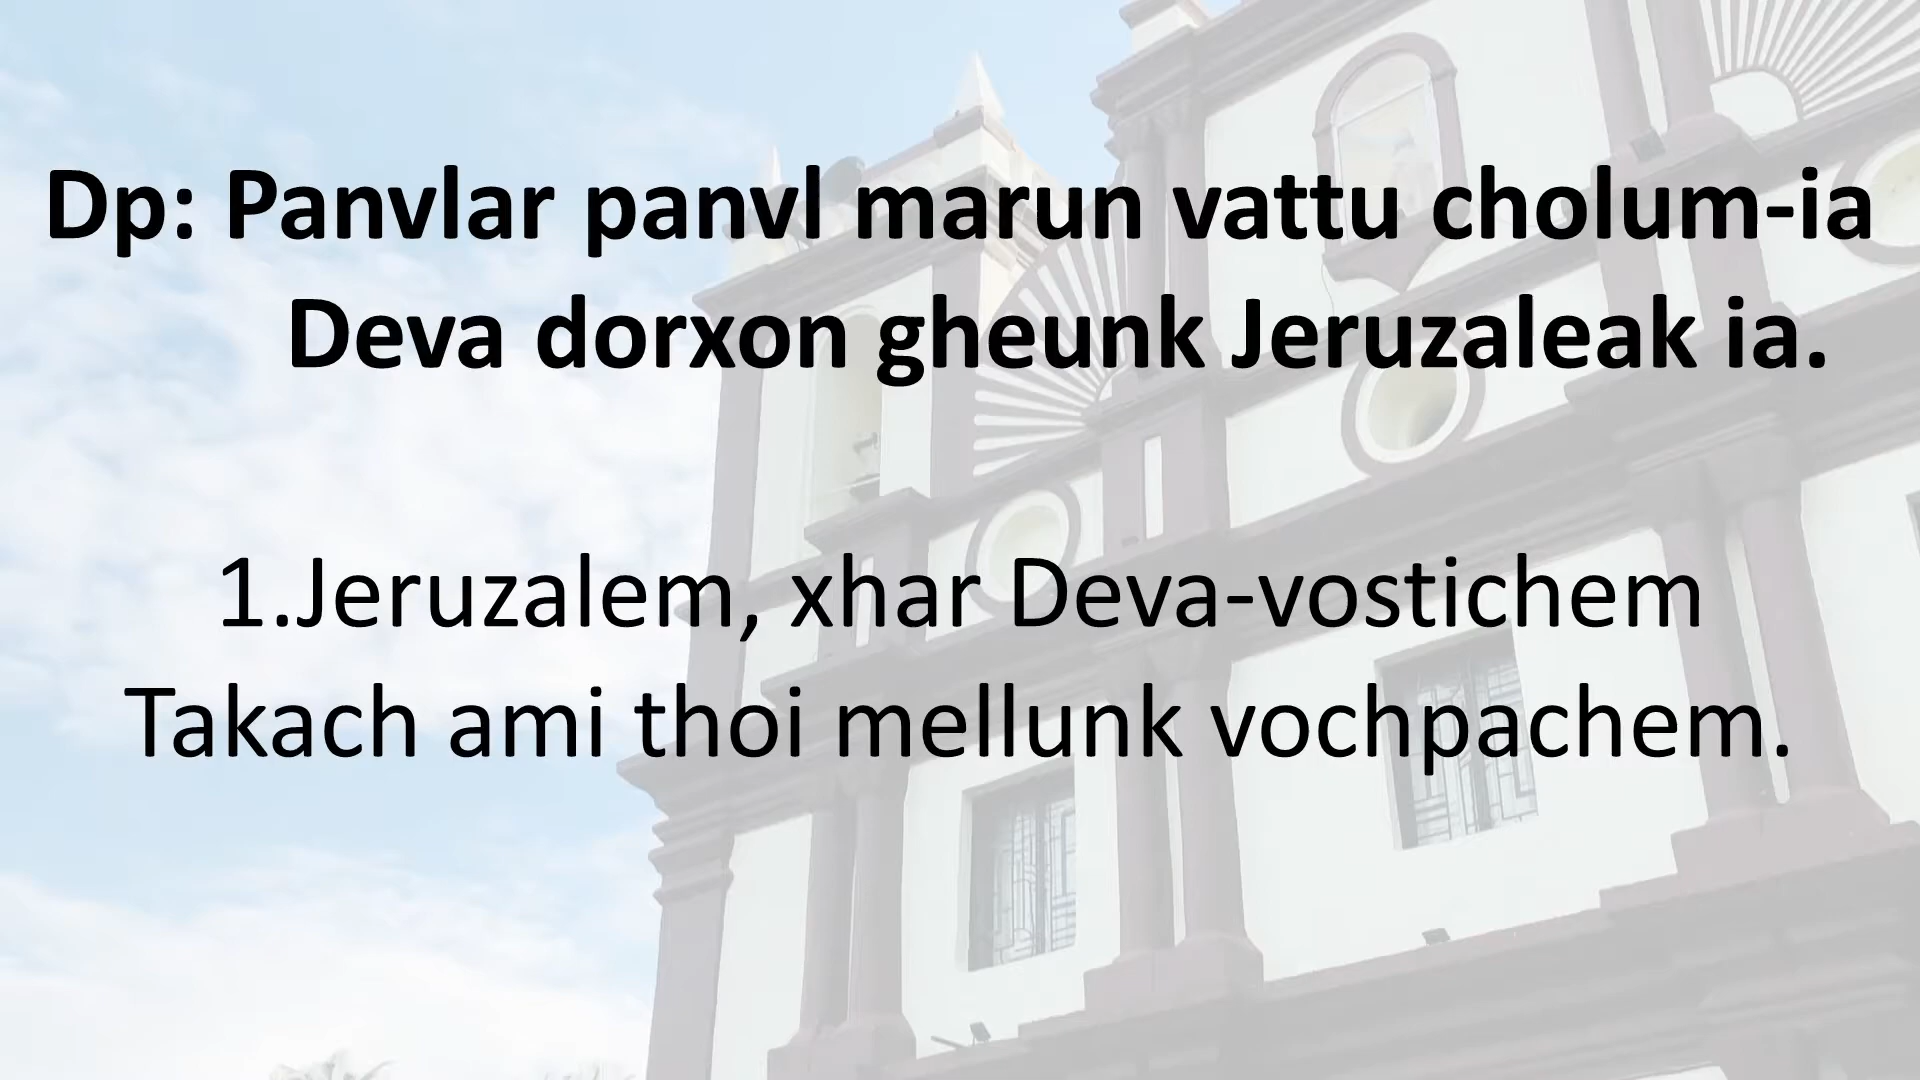 Dp: Panvlar panvl marun vattu cholum-ia
Deva dorxon gheunk Jeruzaleak ia.
1.Jeruzalem, xhar Deva-vostichem
Takach ami thoi mellunk vochpachem.